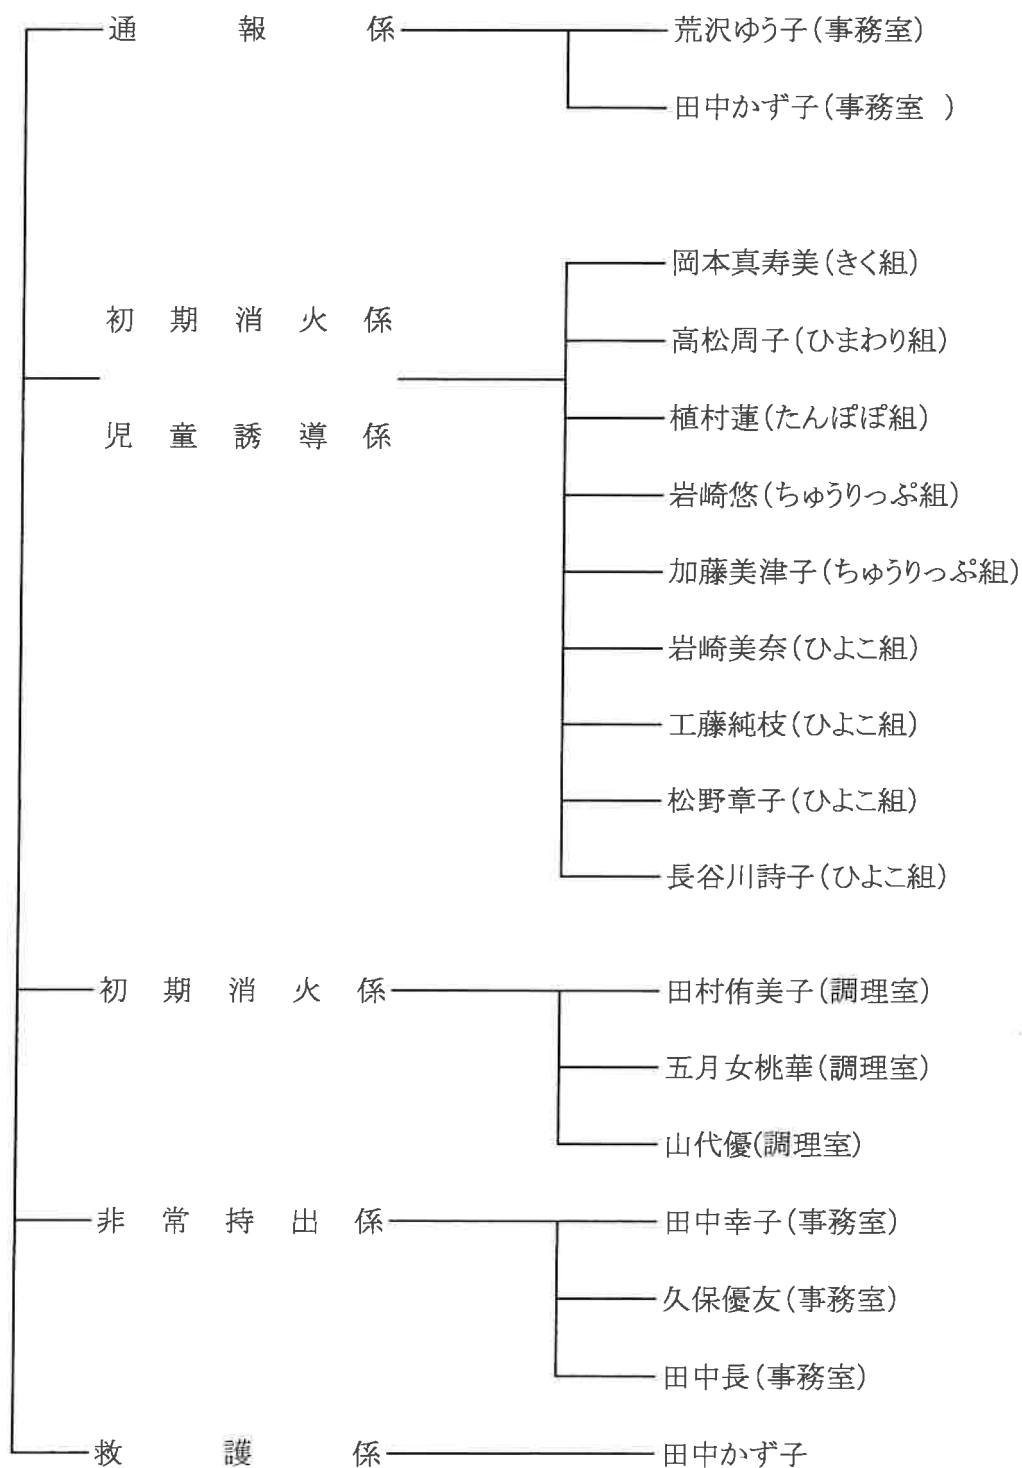 通報係 荒沢ゆう子(事務室)
田中かず子(事務室 )
岡本真寿美(きく組)
初期消火係
高松周子(ひまわり組)
植村蓮(たんぽぽ組)
児童誘導係
岩崎悠(ちゅうりっぷ組)
加藤美津子(ちゅうりっぷ組)
岩崎美奈(ひよこ組)
工藤純枝(ひよこ組)
松野章子(ひよこ組)
長谷川詩子(ひよこ組)
初期消火係 田村侑美子(調理室)
五月女桃華(調理室)
山代優(調理室)
非常持出係 田中幸子(事務室)
久保優友(事務室)
田中長(事務室)
救護係 田中かず子